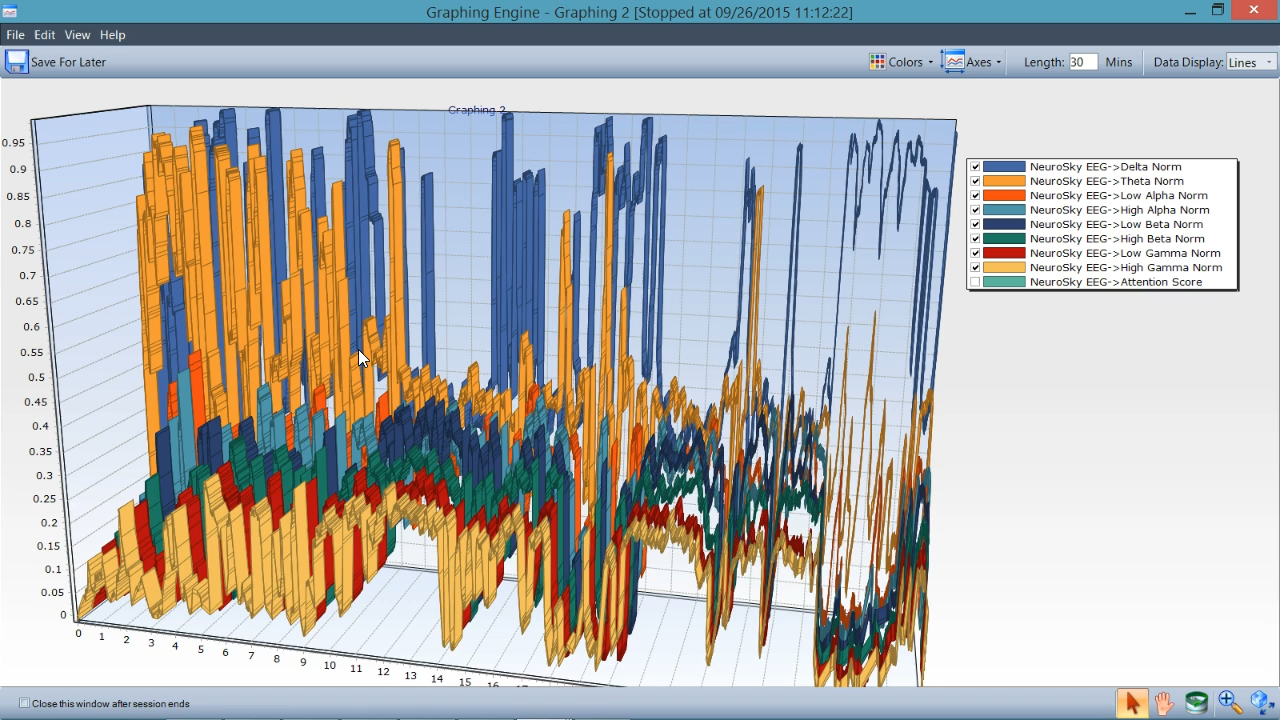 Graphing Engine - Graphing 2 [Stopped at 09/26/2015 11:12:22]
File Edit View Help
Save For Later Colors Axes Length: 30 Mins Data Display: Lines
Graphing 2
0.95
0.9
0.85
0.8
0.75
0.7
0.65
0.6
0.55
0.5
0.45
0.4
0.35
0.3
0.25
0.2
0.15
0.1
0.05
0
0 1 2 3 4 5 6 7 8 9 10 11 12 13 14 15 16
NeuroSky EEG->Delta Norm
NeuroSky EEG->Theta Norm
NeuroSky EEG->Low Alpha Norm
NeuroSky EEG->High Alpha Norm
NeuroSky EEG->Low Beta Norm
NeuroSky EEG->High Beta Norm
NeuroSky EEG->Low Gamma Norm
NeuroSky EEG->High Gamma Norm
NeuroSky EEG->Attention Score
Close this window after session ends